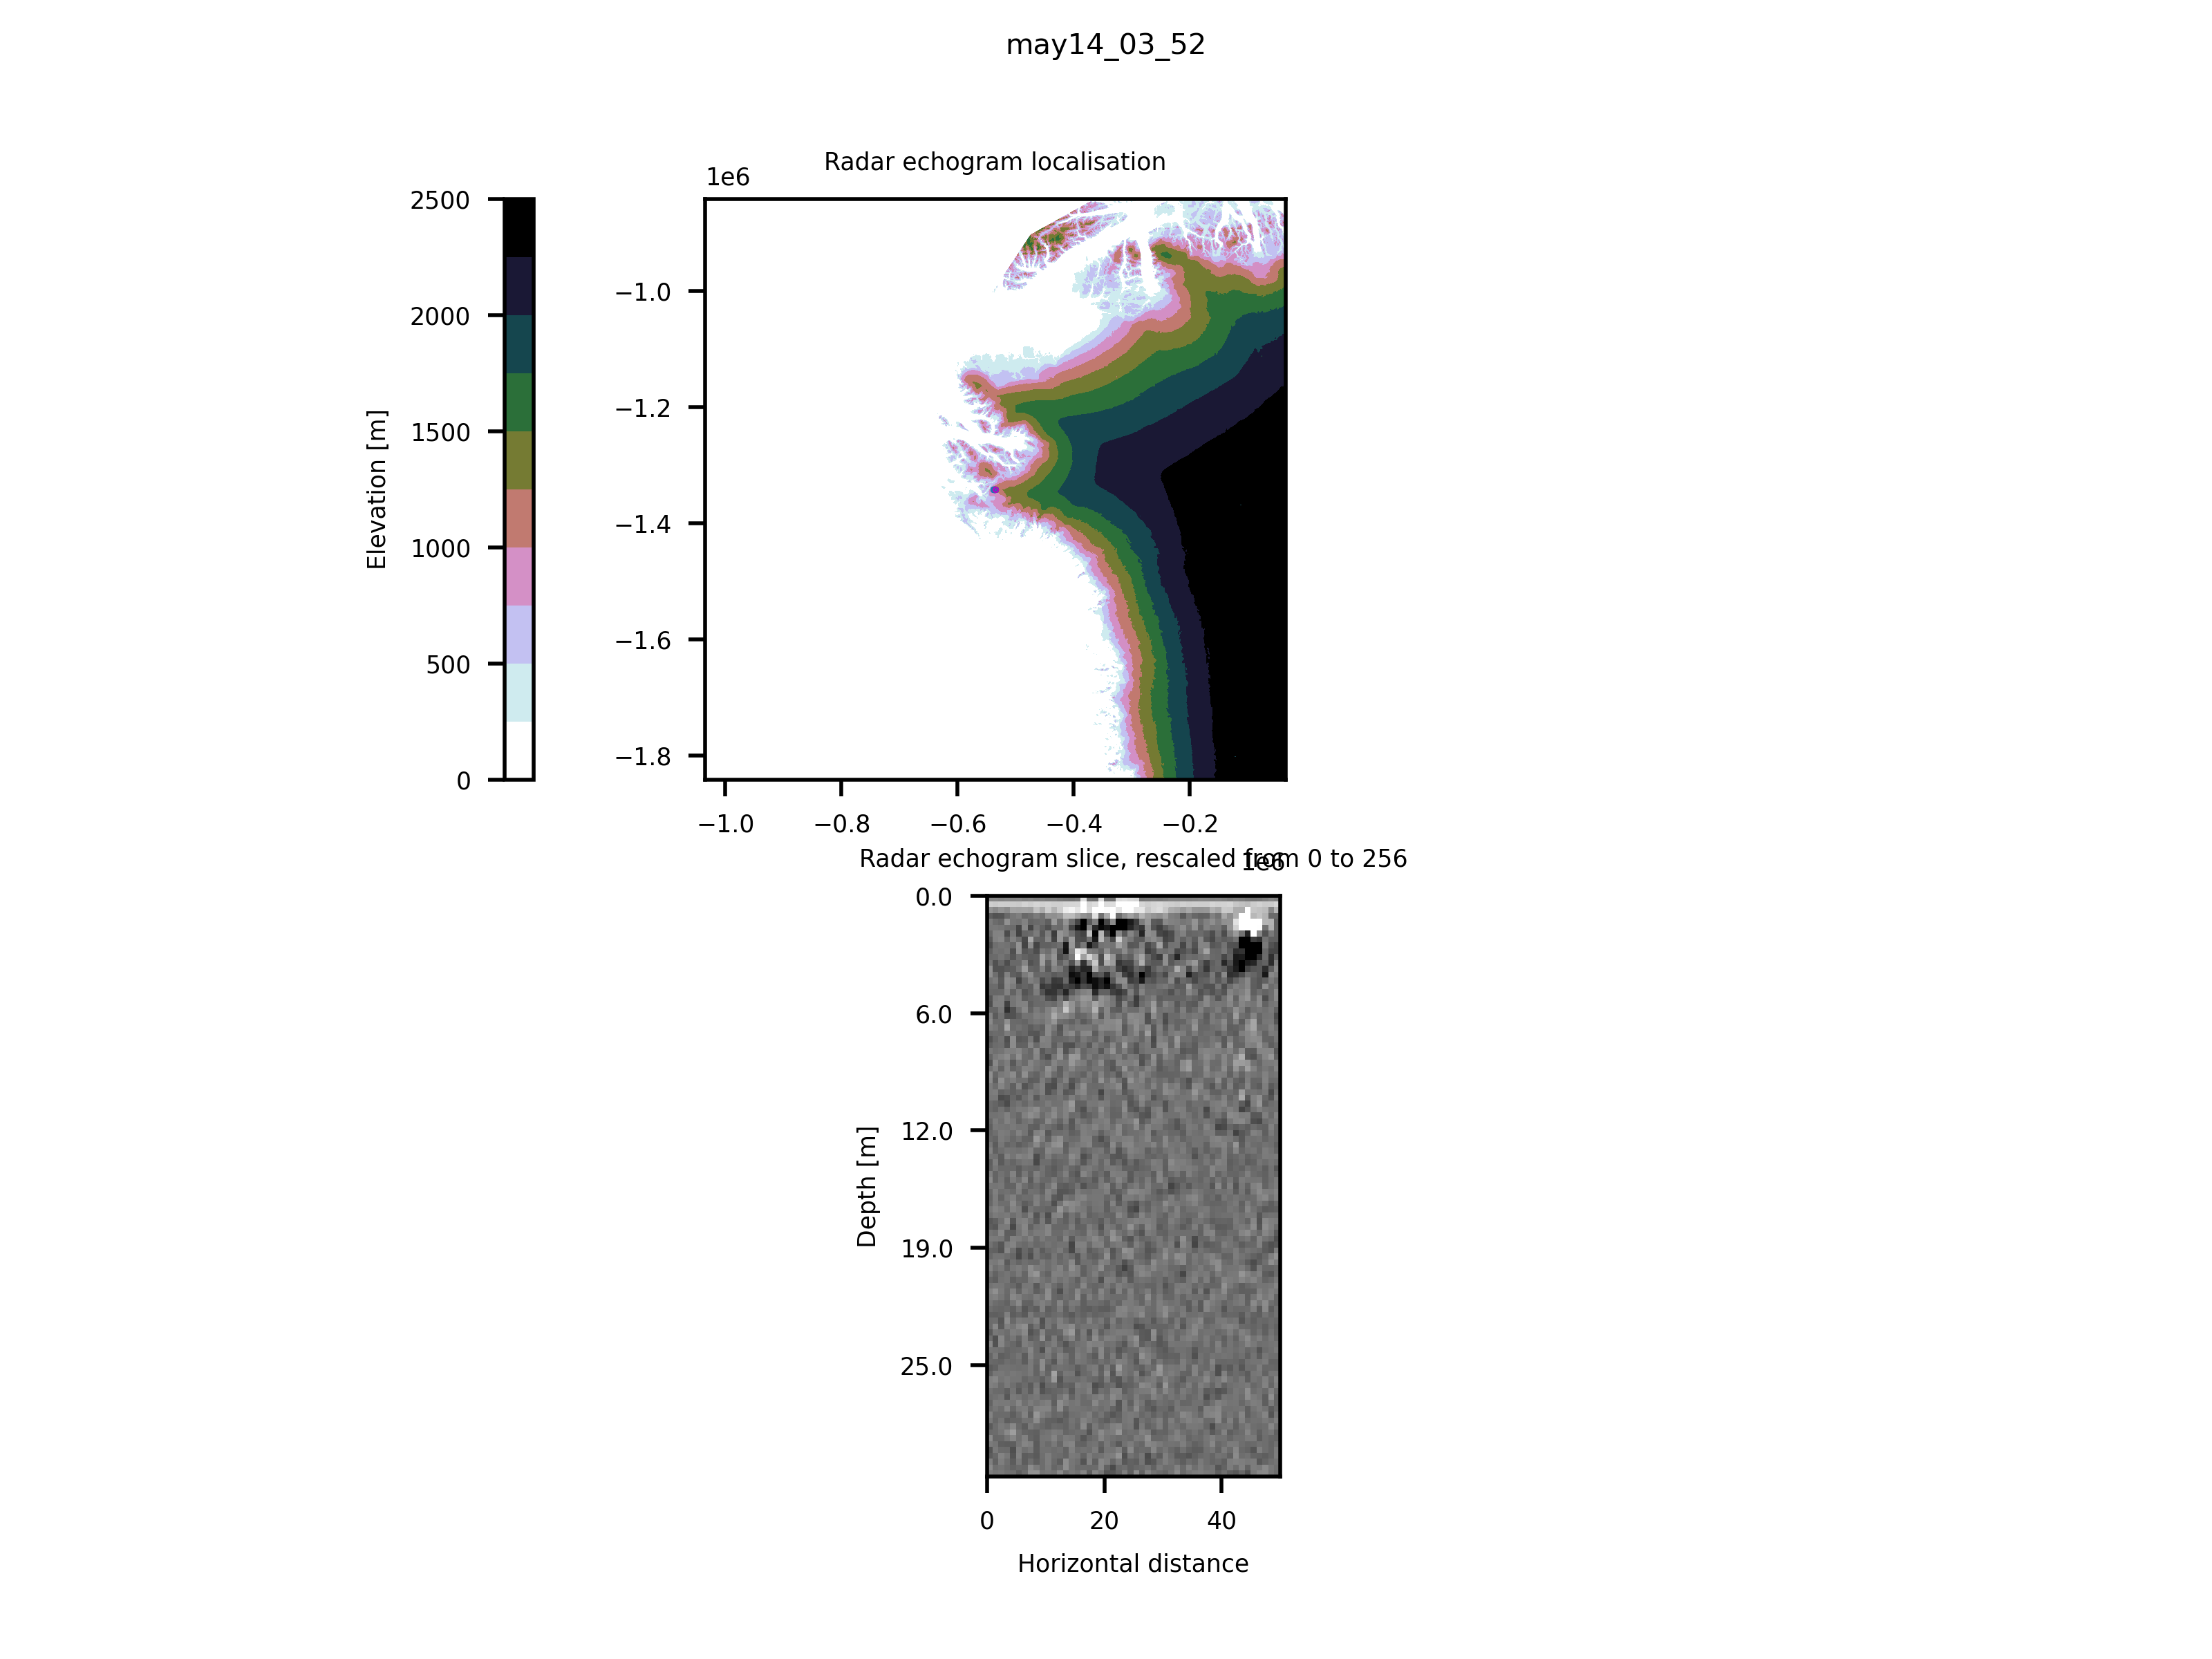 may14_03_52
Radar echogram localisation
1e6
2500
2000
1500
1000
500
0
Elevation [m]
−1.0
−1.2
−1.4
−1.6
−1.8
−1.0 −0.8 −0.6 −0.4 −0.2
1e6
Radar echogram slice, rescaled from 0 to 256
0.0
6.0
12.0
19.0
25.0
Depth [m]
0 20 40
Horizontal distance